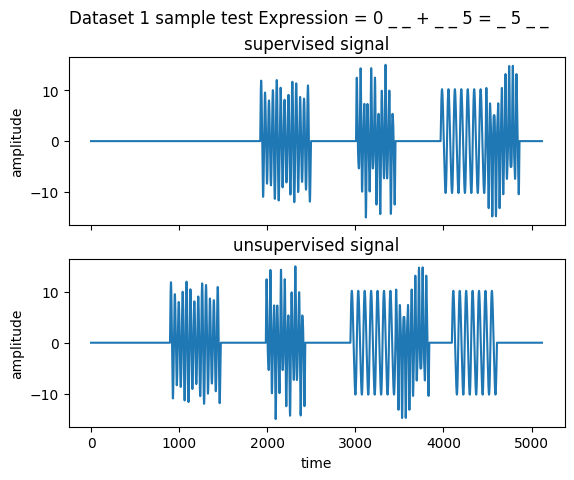 Dataset 1 sample test Expression = 0 _ _ + _ _ 5 = _ 5 _ _
supervised signal
amplitude
10
0
−10
unsupervised signal
amplitude
10
0
−10
0 1000 2000 3000 4000 5000
time